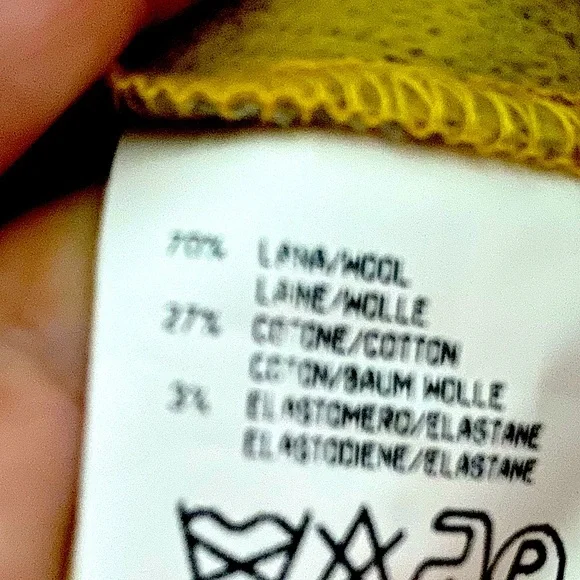 70% LANA/WOOL
LAINE/WOLLE
27% COTONE/COTTON
COTON/BAUM WOLLE
3% ELASTOMERO/ELASTANE
ELASTODIENE/ELASTANE
P